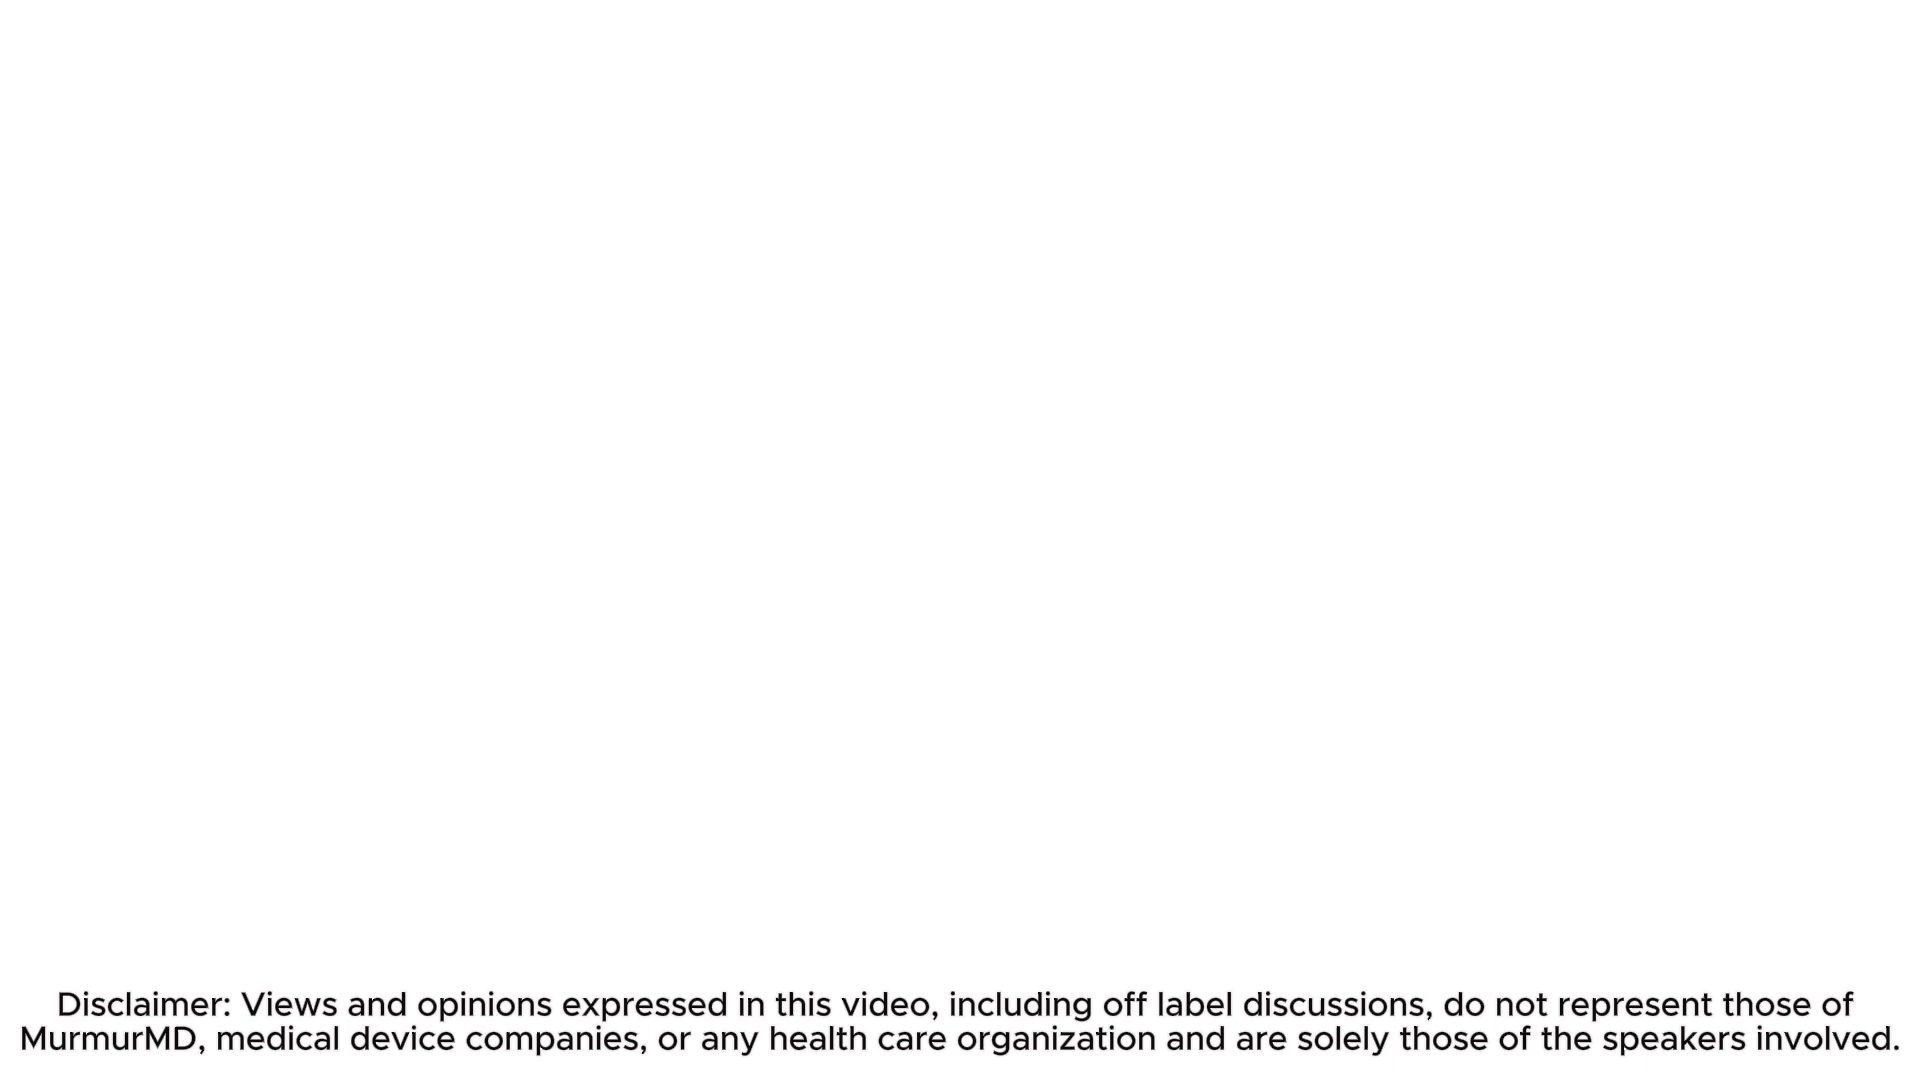 Disclaimer: Views and opinions expressed in this video, including off label discussions, do not represent those of
MurmurMD, medical device companies, or any health care organization and are solely those of the speakers involved.